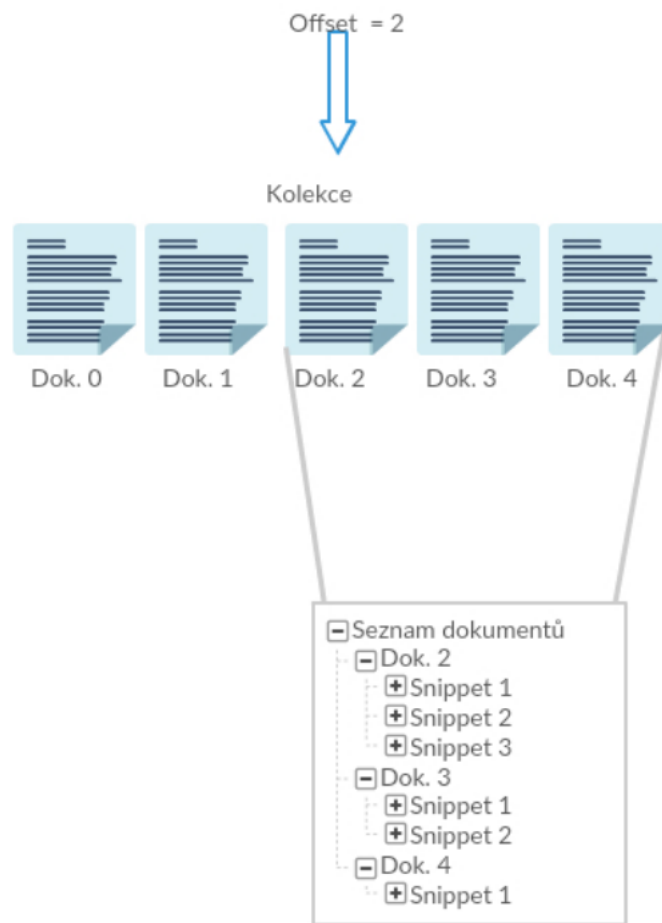 Offset = 2
Kolekce
Dok. 0 Dok. 1 Dok. 2 Dok. 3 Dok. 4
Seznam dokumentů
Dok. 2
Snippet 1
Snippet 2
Snippet 3
Dok. 3
Snippet 1
Snippet 2
Dok. 4
Snippet 1